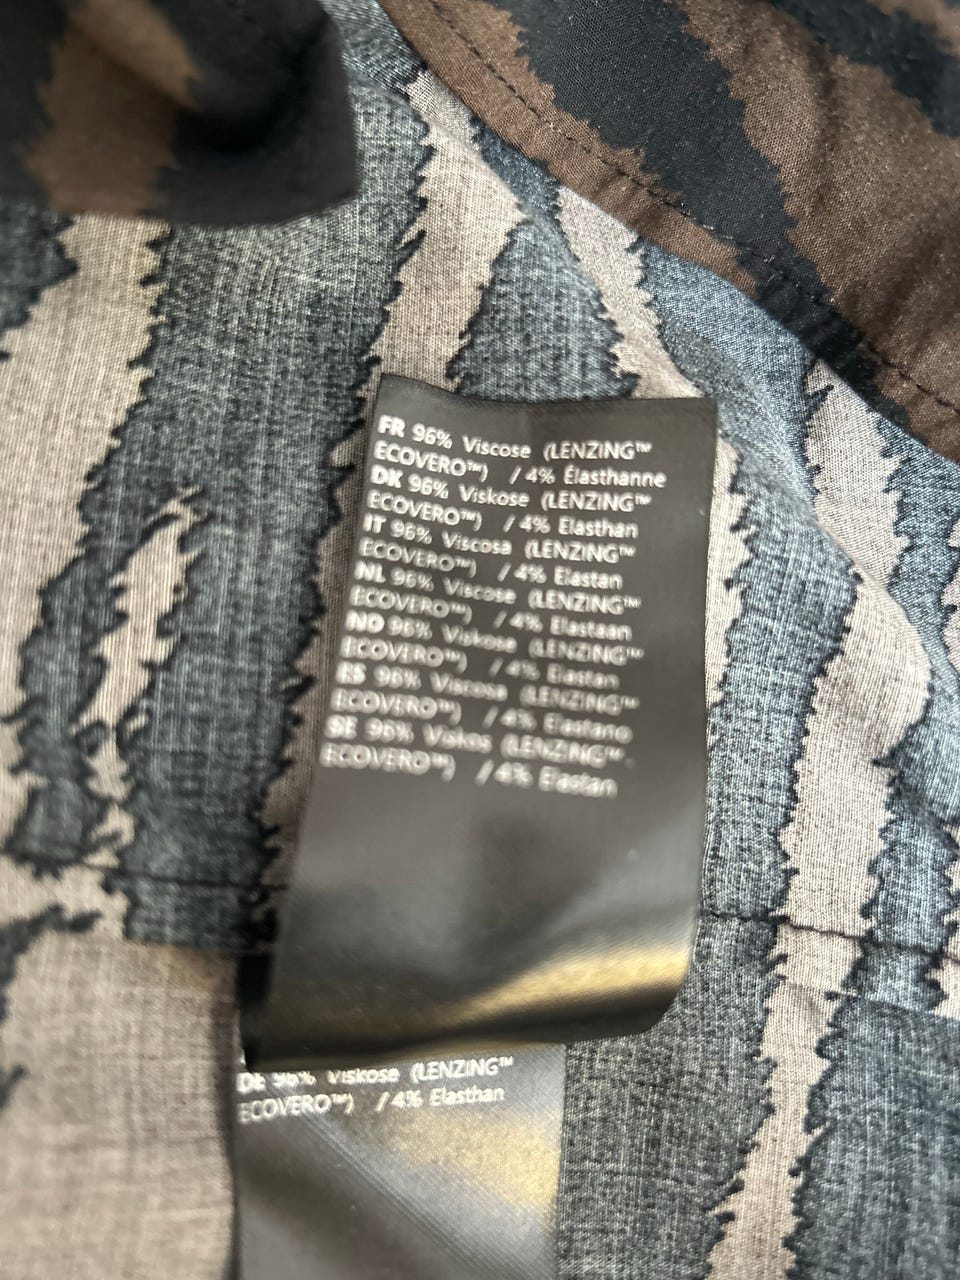 FR 96% Viscose (LENZING™
ECOVERO™) / 4% Élasthanne
DK 96% Viskose (LENZING™
ECOVERO™) / 4% Elasthan
IT 96% Viscosa (LENZING™
ECOVERO™) / 4% Elastan
NL 96% Viscose (LENZING™
ECOVERO™) / 4% Elastaan
NO 96% Viskose (LENZING™
ECOVERO™) / 4% Elastan
ES 96% Viscosa (LENZING™
ECOVERO™) / 4% Elastano
SE 96% Viskos (LENZING™
ECOVERO™) / 4% Elastan
DE 96% Viskose (LENZING™
ECOVERO™) / 4% Elasthan